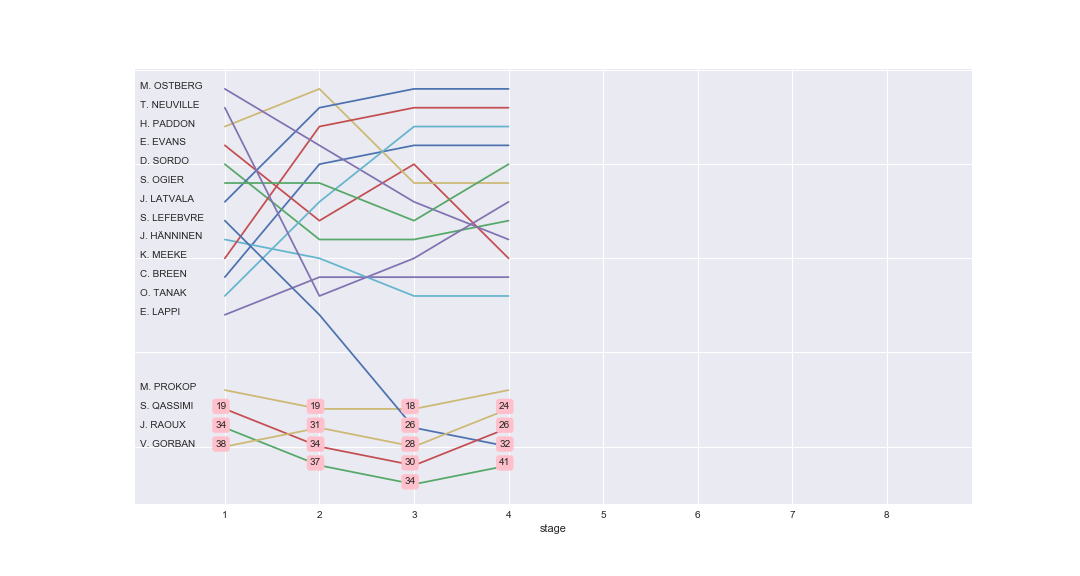 M. OSTBERG
T. NEUVILLE
H. PADDON
E. EVANS
D. SORDO
S. OGIER
J. LATVALA
S. LEFEBVRE
J. HÄNNINEN
K. MEEKE
C. BREEN
O. TANAK
E. LAPPI
M. PROKOP
S. QASSIMI 19 19 18 24
J. RAOUX 34 31 26 26
V. GORBAN 38 34 28 32
37 30 41
34
1 2 3 4 5 6 7 8
stage